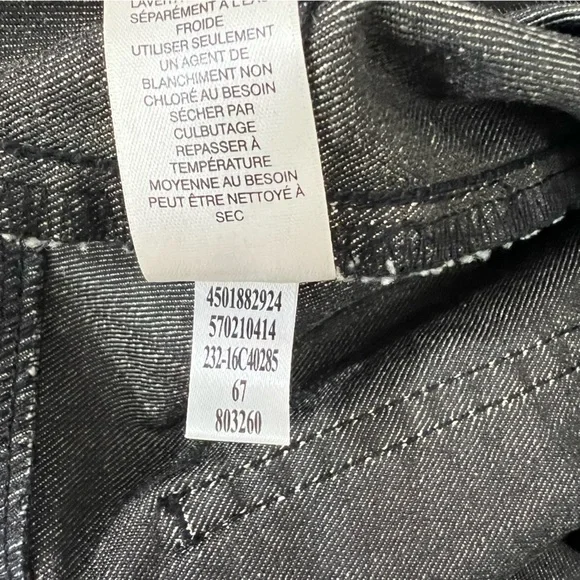 LAVER
SÉPARÉMENT À L'EAU
FROIDE
UTILISER SEULEMENT
UN AGENT DE
BLANCHIMENT NON
CHLORÉ AU BESOIN
SÉCHER PAR
CULBUTAGE
REPASSER À
TEMPÉRATURE
MOYENNE AU BESOIN
PEUT ÊTRE NETTOYÉ À
SEC
4501882924
570210414
232-16C40285
67
803260